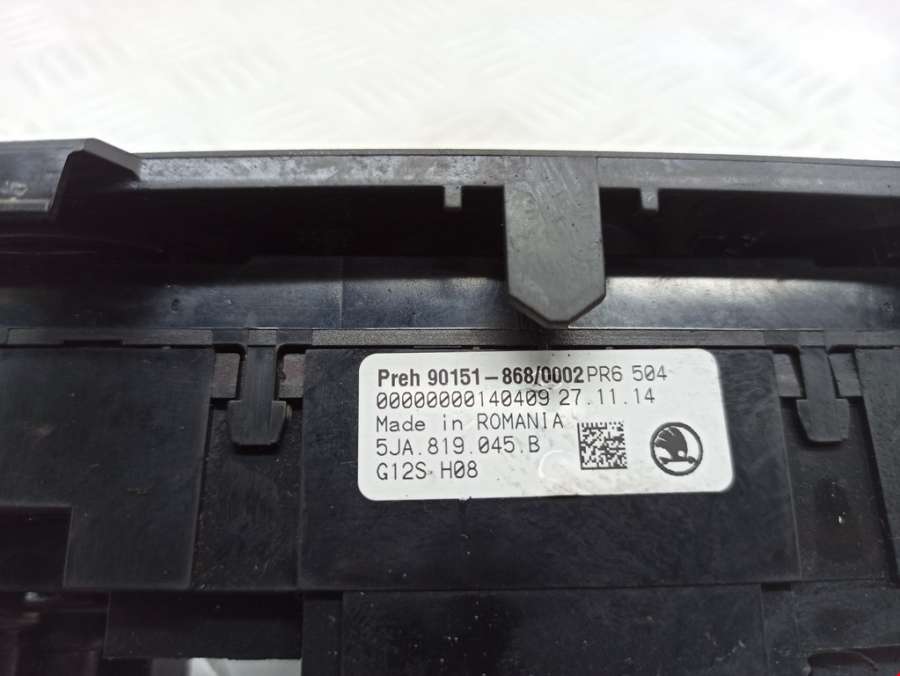 Preh 90151-868/0002 PR6 504
00000000140409 27.11.14
Made in ROMANIA
5JA.819.045.B
G12S H08